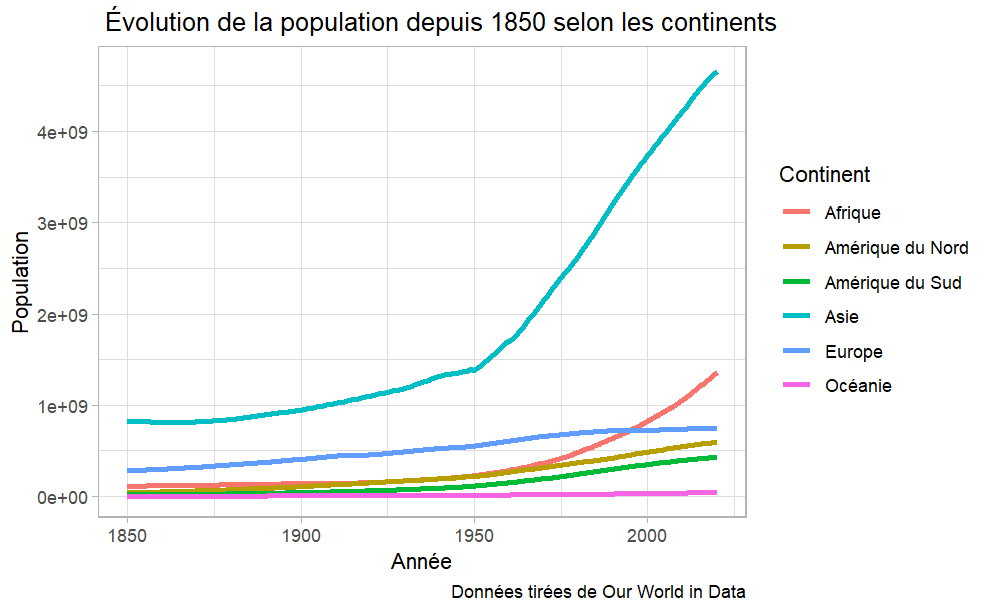 Évolution de la population depuis 1850 selon les continents
Population
4e+09
3e+09
2e+09
1e+09
0e+00
1850 1900 1950 2000
Année
Continent
Afrique
Amérique du Nord
Amérique du Sud
Asie
Europe
Océanie
Données tirées de Our World in Data